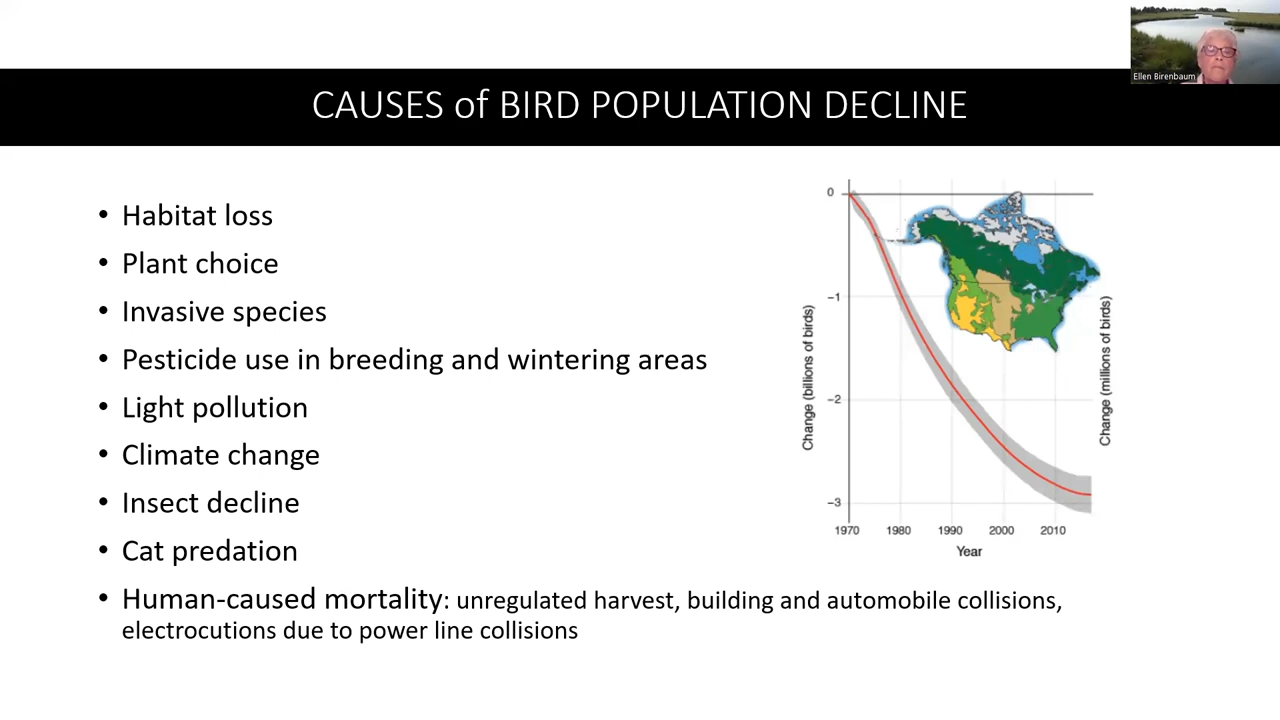 Ellen Birenbaum
CAUSES of BIRD POPULATION DECLINE
• Habitat loss
• Plant choice
• Invasive species
• Pesticide use in breeding and wintering areas
• Light pollution
• Climate change
• Insect decline
• Cat predation
• Human-caused mortality: unregulated harvest, building and automobile collisions,
electrocutions due to power line collisions
0
−1
−2
−3
Change (billions of birds)
Change (millions of birds)
1970 1980 1990 2000 2010
Year